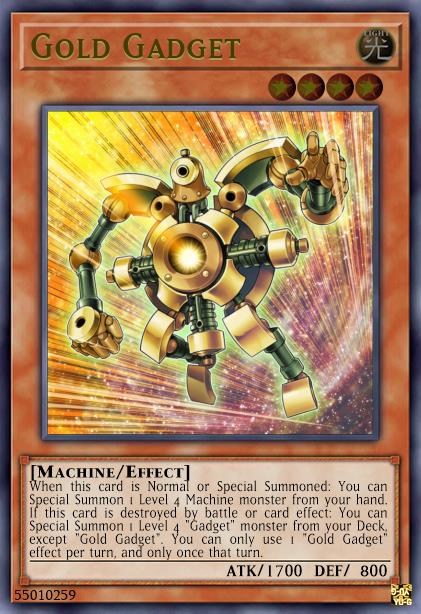 GOLD GADGET
LIGHT
光
[MACHINE/EFFECT]
When this card is Normal or Special Summoned: You can
Special Summon 1 Level 4 Machine monster from your hand.
If this card is destroyed by battle or card effect: You can
Special Summon 1 Level 4 "Gadget" monster from your Deck,
except "Gold Gadget". You can only use 1 "Gold Gadget"
effect per turn, and only once that turn.
ATK/1700 DEF/ 800
55010259